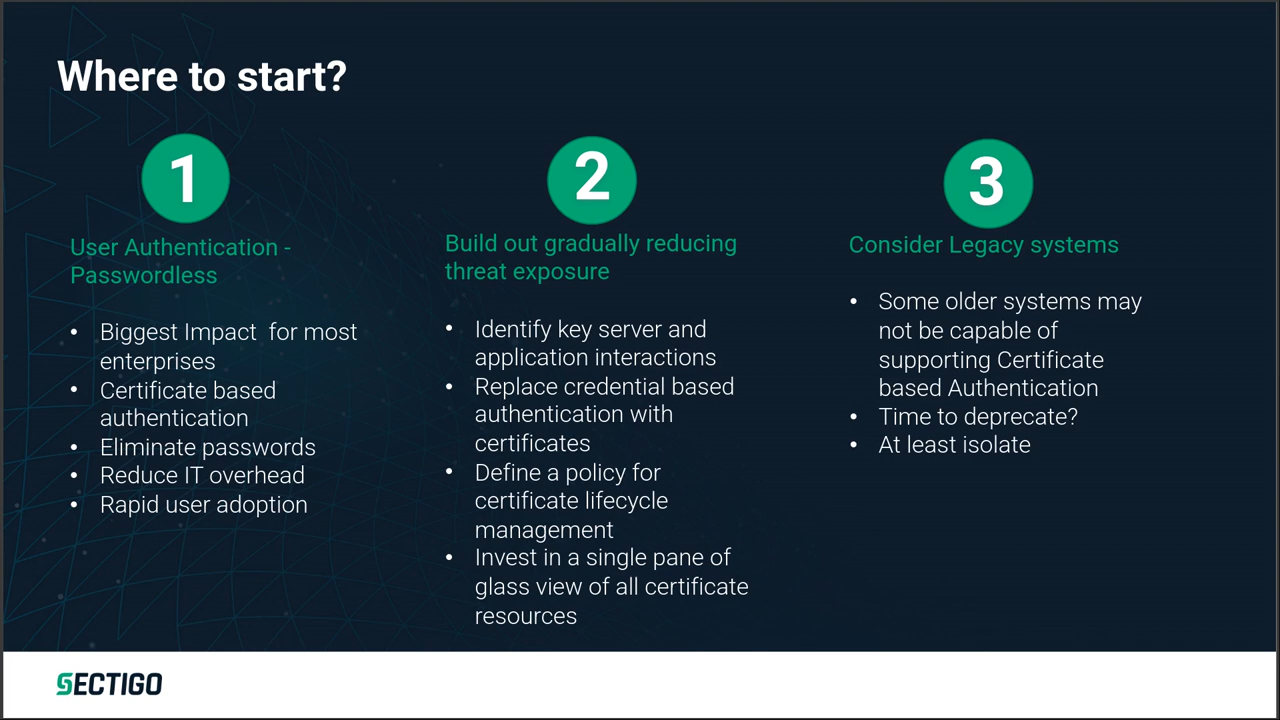 Where to start?
1
User Authentication -
Passwordless
• Biggest Impact  for most
enterprises
• Certificate based
authentication
• Eliminate passwords
• Reduce IT overhead
• Rapid user adoption
2
Build out gradually reducing
threat exposure
• Identify key server and
application interactions
• Replace credential based
authentication with
certificates
• Define a policy for
certificate lifecycle
management
• Invest in a single pane of
glass view of all certificate
resources
3
Consider Legacy systems
• Some older systems may
not be capable of
supporting Certificate
based Authentication
• Time to deprecate?
• At least isolate
SECTIGO